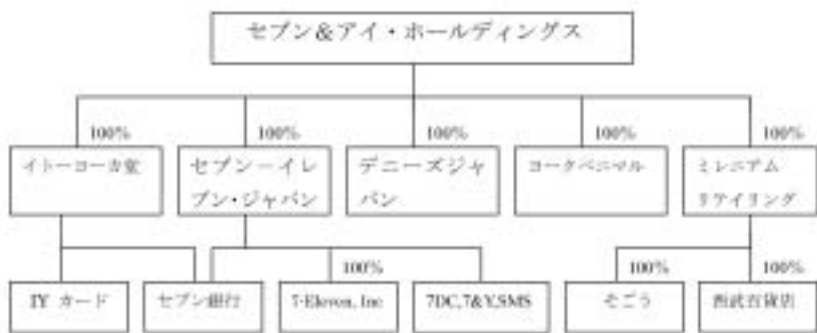 セブン&アイ・ホールディングス
100% 100% 100% 100% 100%
イトーヨーカ堂
セブン－イレ
ブン・ジャパン
デニーズジャ
パン
ヨークベニマル
ミレニアム
リテイリング
100% 100% 100%
IY カード
セブン銀行
7-Eleven, Inc
7DC,7&Y,SMS
そごう
西武百貨店